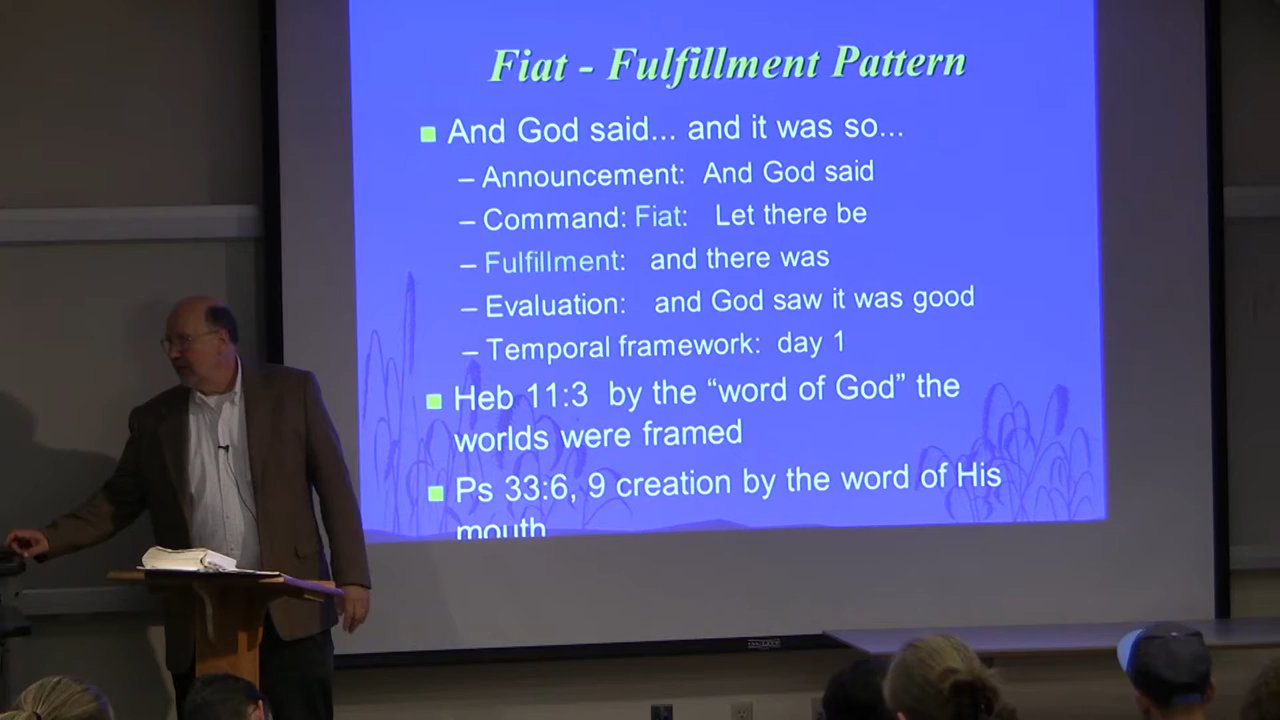 Fiat - Fulfillment Pattern
And God said... and it was so...
– Announcement: And God said
– Command: Fiat: Let there be
– Fulfillment: and there was
– Evaluation: and God saw it was good
– Temporal framework: day 1
Heb 11:3 by the “word of God” the
worlds were framed
Ps 33:6, 9 creation by the word of His
mouth